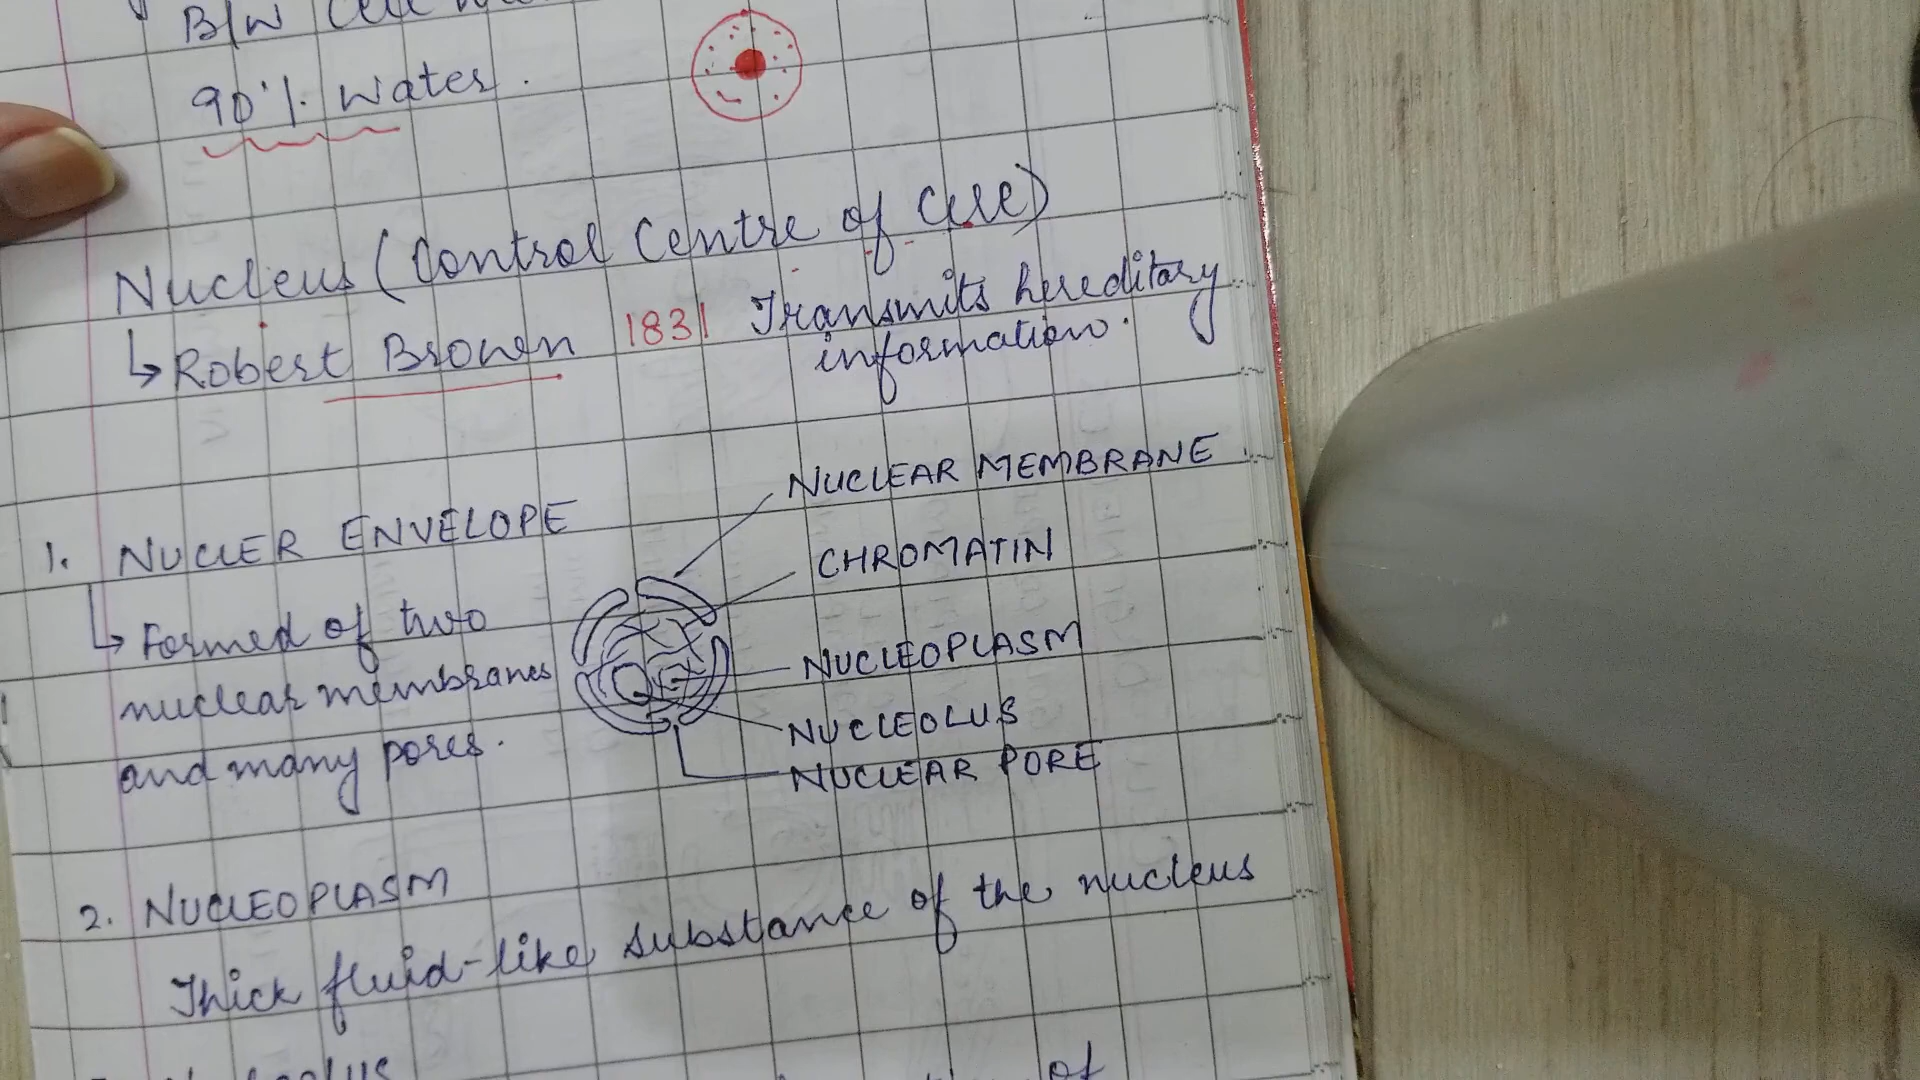 B/W Cell
90% Water.
Nucleus (Control Centre of Cell)
↳ Robert Brown 1831 Transmits hereditary
information.
NUCLEAR MEMBRANE
1. NUCLER ENVELOPE
CHROMATIN
↳ Formed of two
nuclear membranes
and many pores.
NUCLEOPLASM
NUCLEOLUS
NUCLEAR PORE
2. NUCLEOPLASM
Thick fluid-like substance of the nucleus
of